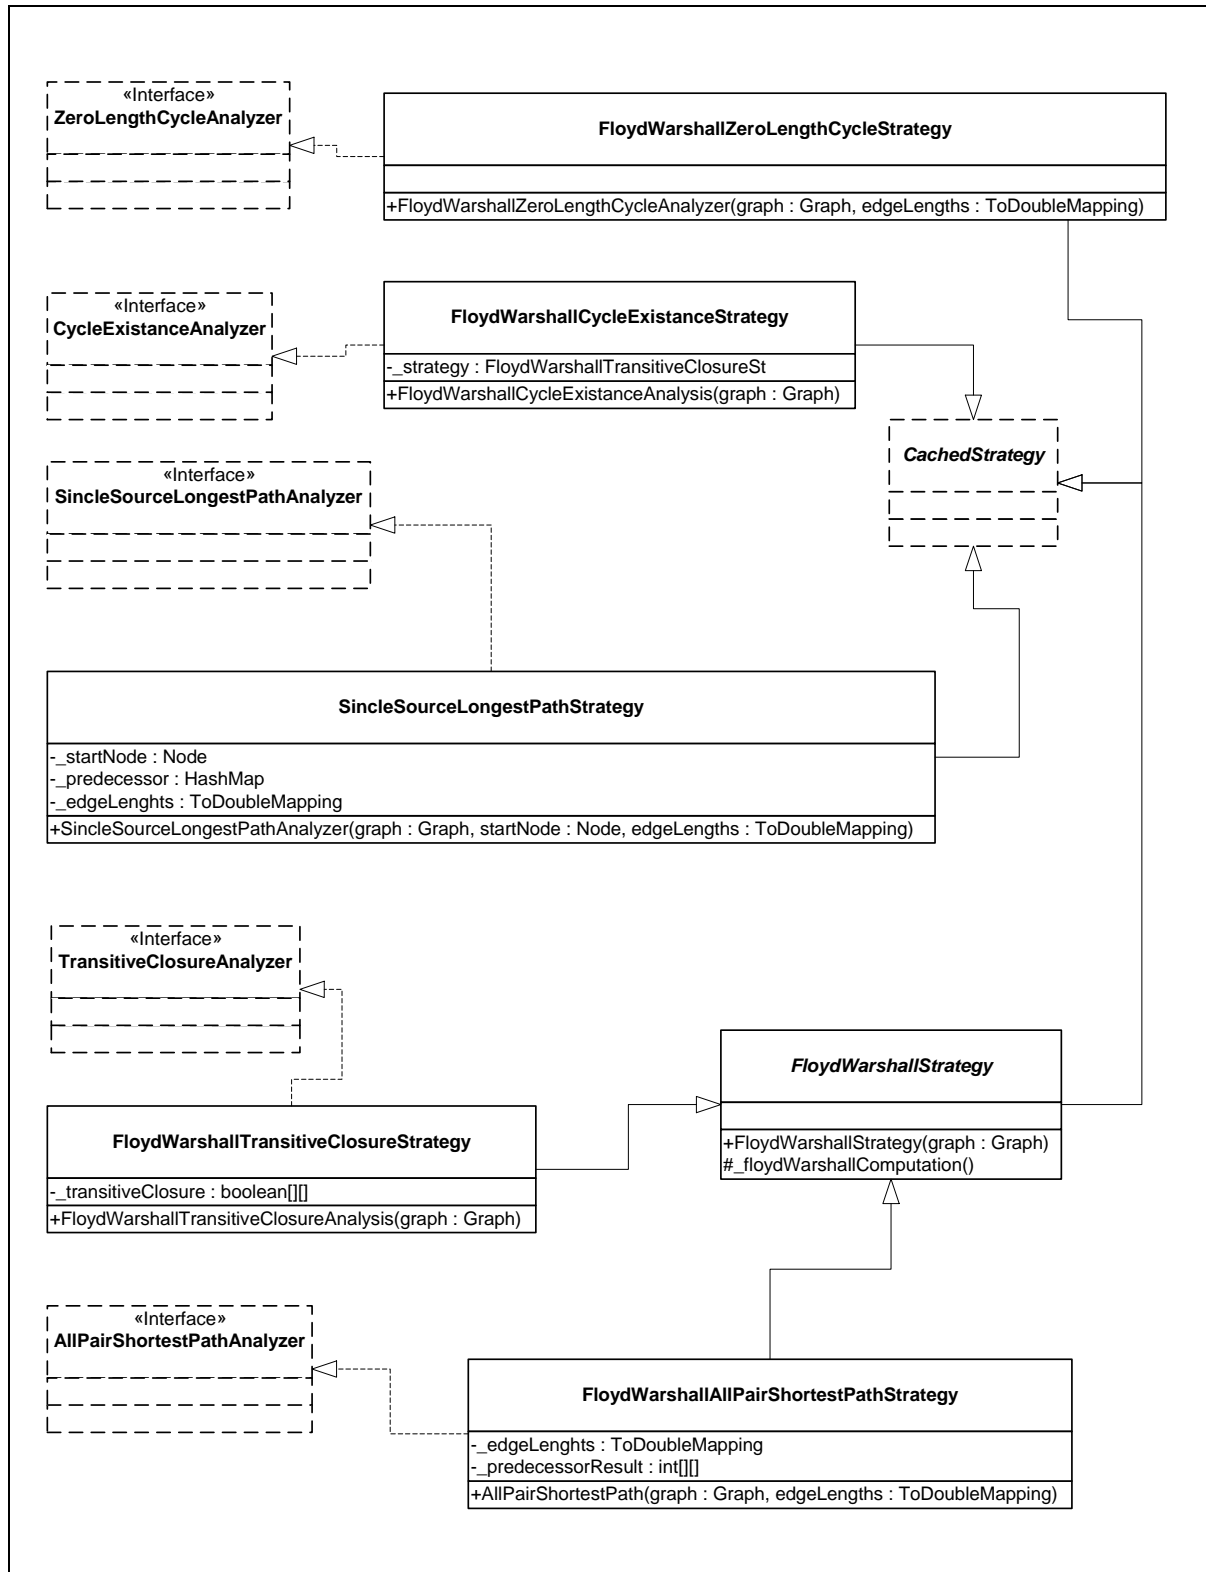 «Interface»
ZeroLengthCycleAnalyzer
FloydWarshallZeroLengthCycleStrategy
+FloydWarshallZeroLengthCycleAnalyzer(graph : Graph, edgeLengths : ToDoubleMapping)
«Interface»
CycleExistanceAnalyzer
FloydWarshallCycleExistanceStrategy
-_strategy : FloydWarshallTransitiveClosureSt
+FloydWarshallCycleExistanceAnalysis(graph : Graph)
CachedStrategy
«Interface»
SincleSourceLongestPathAnalyzer
SincleSourceLongestPathStrategy
-_startNode : Node
-_predecessor : HashMap
-_edgeLenghts : ToDoubleMapping
+SincleSourceLongestPathAnalyzer(graph : Graph, startNode : Node, edgeLengths : ToDoubleMapping)
«Interface»
TransitiveClosureAnalyzer
FloydWarshallStrategy
+FloydWarshallStrategy(graph : Graph)
#_floydWarshallComputation()
FloydWarshallTransitiveClosureStrategy
-_transitiveClosure : boolean[][]
+FloydWarshallTransitiveClosureAnalysis(graph : Graph)
«Interface»
AllPairShortestPathAnalyzer
FloydWarshallAllPairShortestPathStrategy
-_edgeLenghts : ToDoubleMapping
-_predecessorResult : int[][]
+AllPairShortestPath(graph : Graph, edgeLengths : ToDoubleMapping)